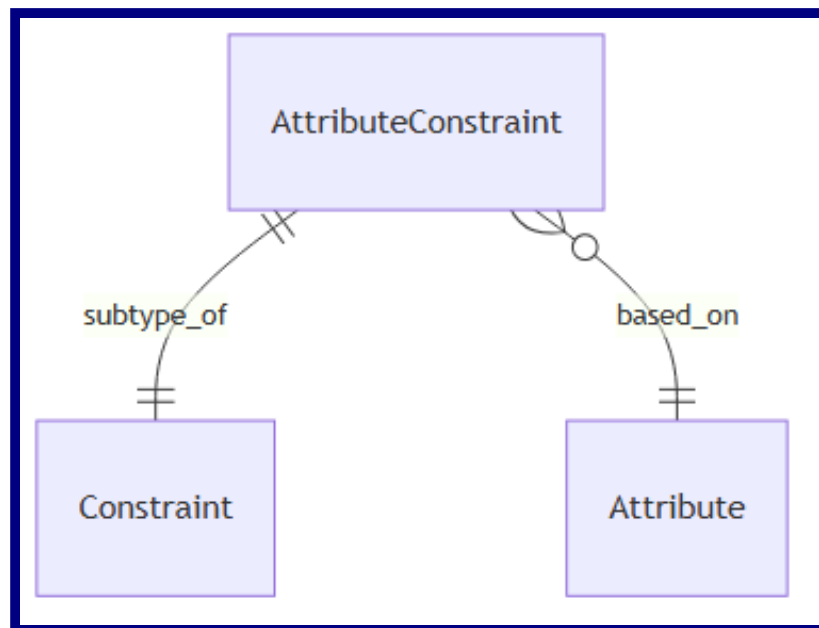 AttributeConstraint
subtype_of
based_on
Constraint
Attribute